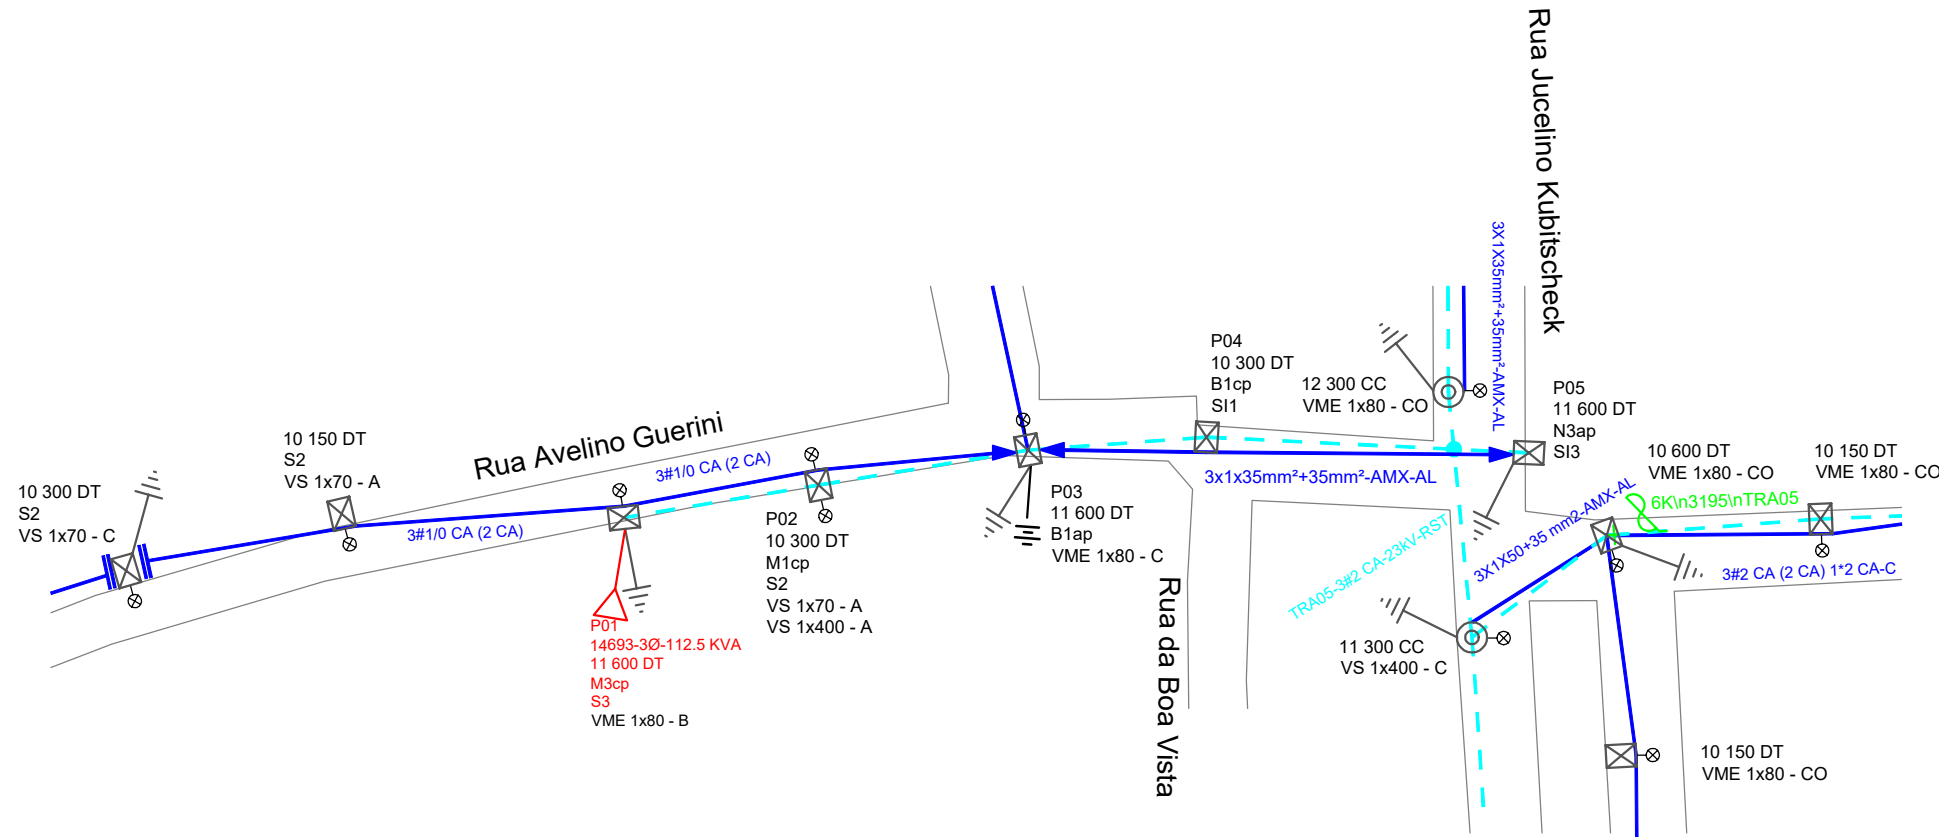 Rua Jucelino Kubitscheck
3X1X35mm²+35mm²-AMX-AL
P04
10 300 DT
B1cp
SI1
12 300 CC
VME 1x80 - CO
P05
11 600 DT
N3ap
SI3
Rua Avelino Guerini
10 150 DT
S2
VS 1x70 - A
3#1/0 CA (2 CA)
10 600 DT
VME 1x80 - CO
10 150 DT
VME 1x80 - CO
3x1x35mm²+35mm²-AMX-AL
10 300 DT
S2
VS 1x70 - C
3#1/0 CA (2 CA)
P03
11 600 DT
B1ap
VME 1x80 - C
6K\n3195\nTRA05
3X1X50+35 mm2-AMX-AL
P02
10 300 DT
M1cp
S2
VS 1x70 - A
VS 1x400 - A
TRA05-3#2 CA-23kV-RST
3#2 CA (2 CA) 1*2 CA-C
P01
14693-3Ø-112.5 KVA
11 600 DT
M3cp
S3
VME 1x80 - B
Rua da Boa Vista
11 300 CC
VS 1x400 - C
10 150 DT
VME 1x80 - CO